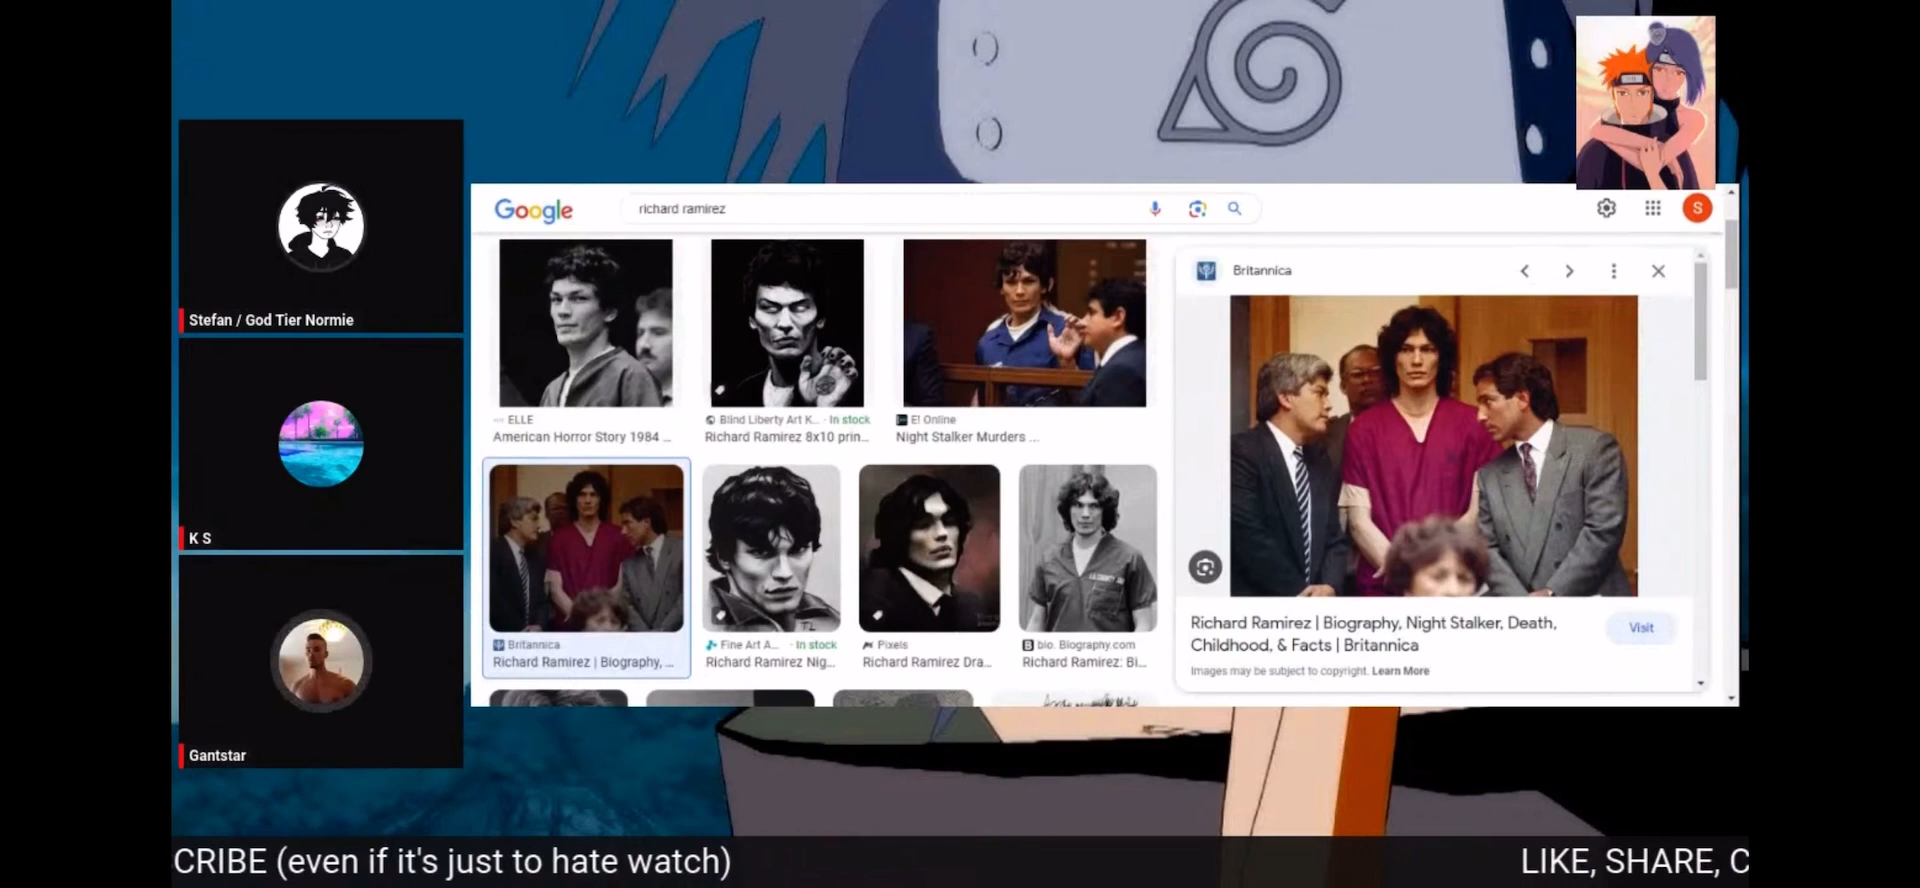 Google
richard ramirez
S
Britannica
ELLE
American Horror Story 1984 ...
Blind Liberty Art K... · In stock
Richard Ramirez 8x10 prin...
E! Online
Night Stalker Murders ...
Britannica
Richard Ramirez | Biography, ...
Fine Art A... · In stock
Richard Ramirez Nig...
Pixels
Richard Ramirez Dra...
bio. Biography.com
Richard Ramirez: Bi...
Richard Ramirez | Biography, Night Stalker, Death,
Childhood, & Facts | Britannica
Visit
Images may be subject to copyright. Learn More
Stefan / God Tier Normie
K S
Gantstar
CRIBE (even if it's just to hate watch)
LIKE, SHARE, C